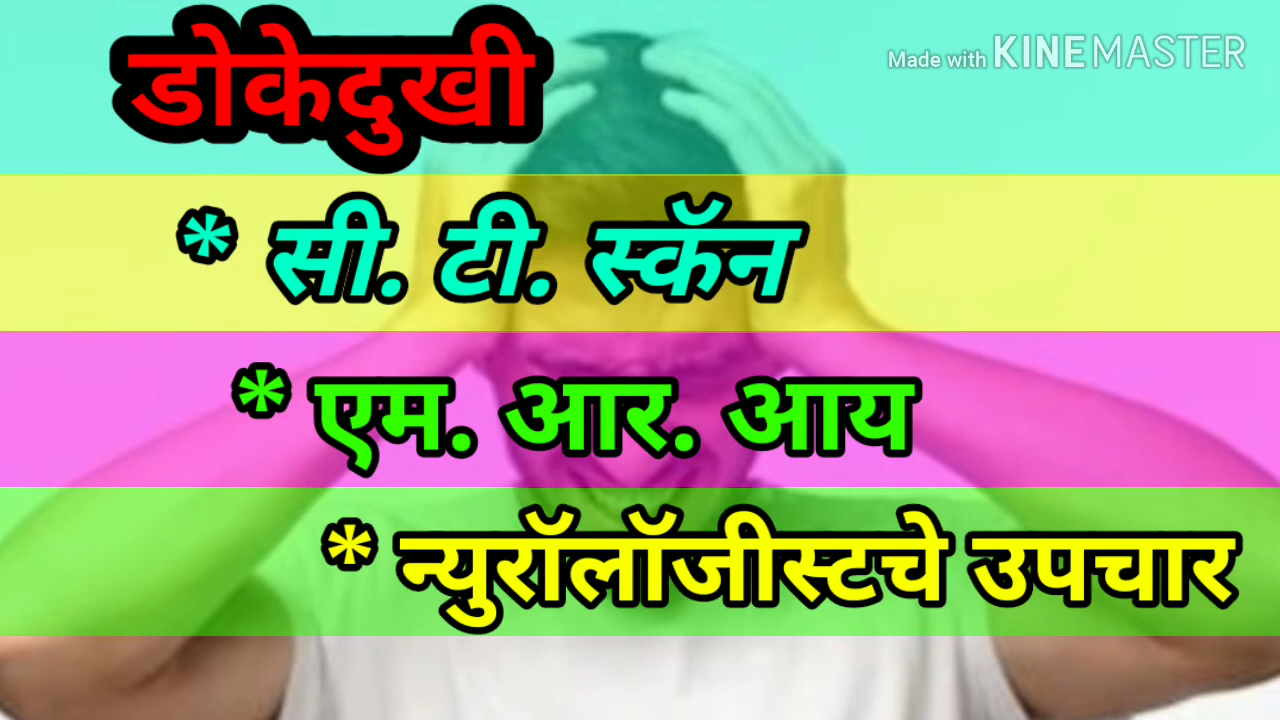 Made with KINEMASTER
डोकेदुखी
* सी. टी. स्कॅन
* एम. आर. आय
* न्युरॉलॉजीस्टचे उपचार